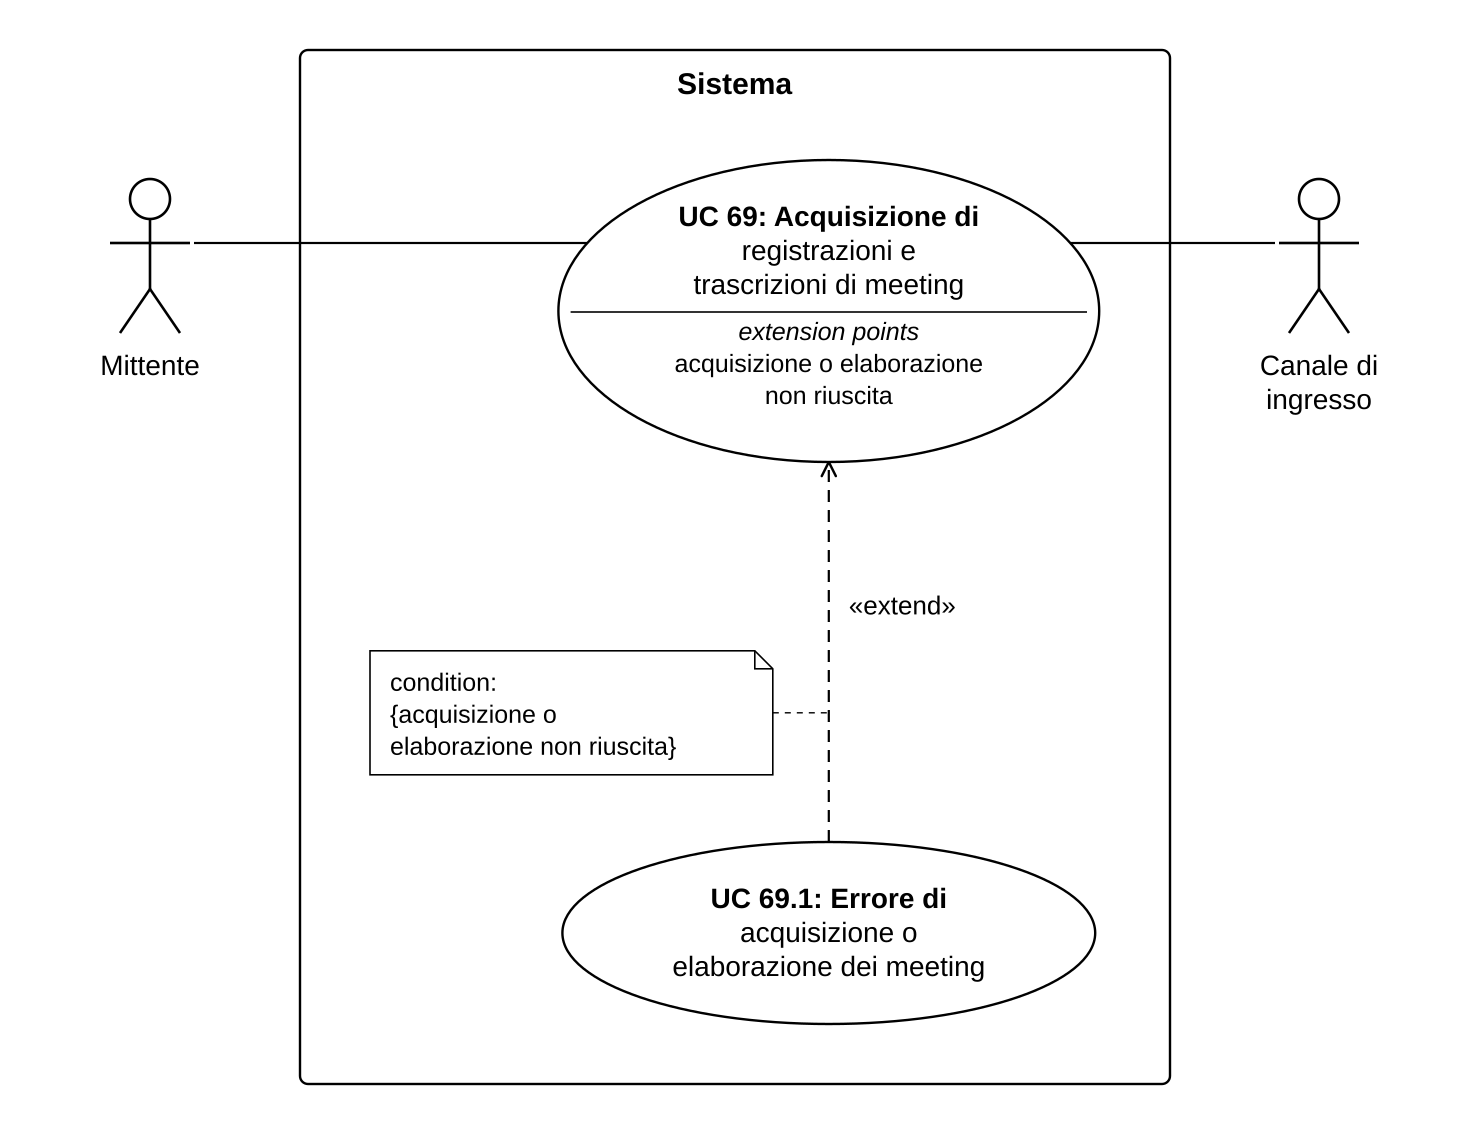 Sistema
UC 69: Acquisizione di
registrazioni e
trascrizioni di meeting
extension points
acquisizione o elaborazione
non riuscita
Mittente
Canale di
ingresso
«extend»
condition:
{acquisizione o
elaborazione non riuscita}
UC 69.1: Errore di
acquisizione o
elaborazione dei meeting